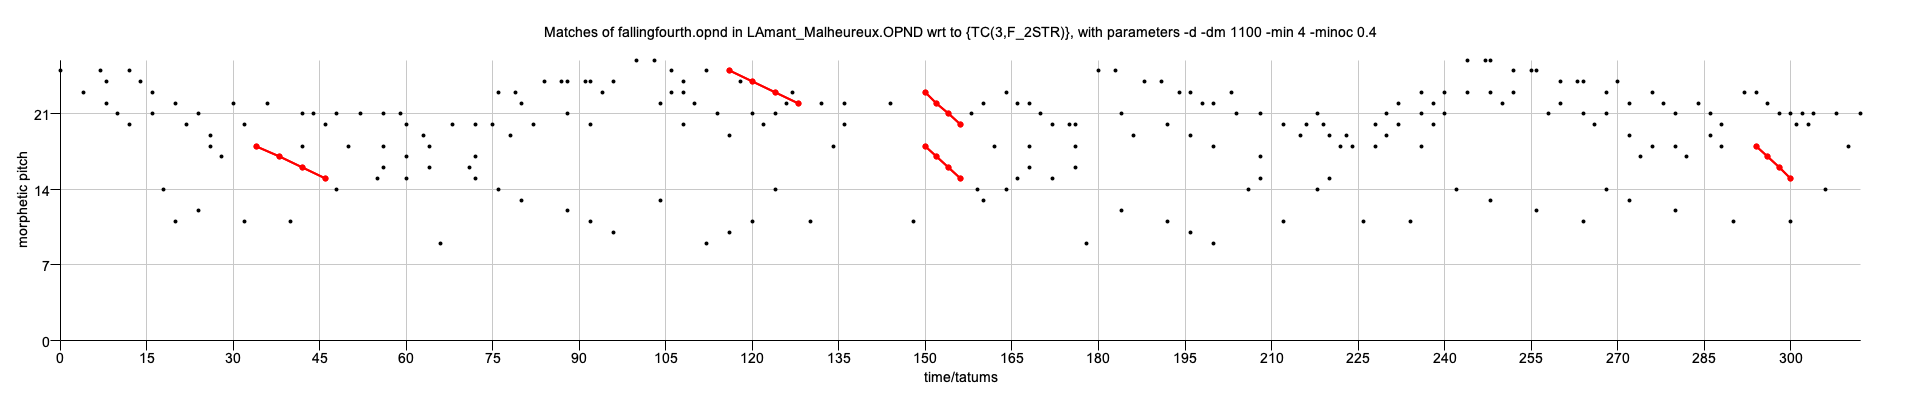 Matches of fallingfourth.opnd in LAmant_Malheureux.OPND wrt to {TC(3,F_2STR)}, with parameters -d -dm 1100 -min 4 -minoc 0.4
21
14
morphetic pitch
7
0
0 15 30 45 60 75 90 105 120 135 150 165 180 195 210 225 240 255 270 285 300
time/tatums